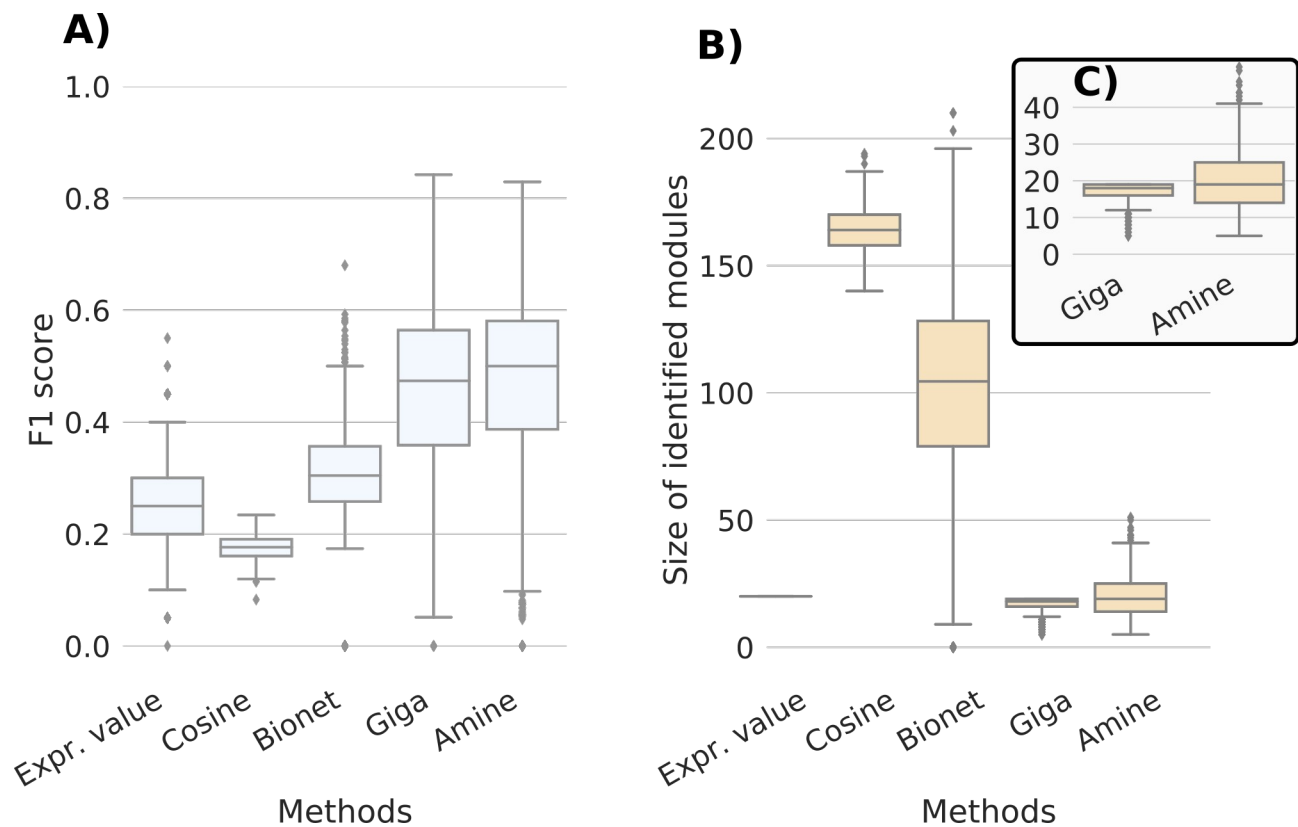 A)
1.0
0.8
0.6
0.4
0.2
0.0
F1 score
Expr. value
Cosine
Bionet
Giga
Amine
Methods
B)
200
150
100
50
0
Size of identified modules
Expr. value
Cosine
Bionet
Giga
Amine
Methods
C)
40
30
20
10
0
Giga
Amine